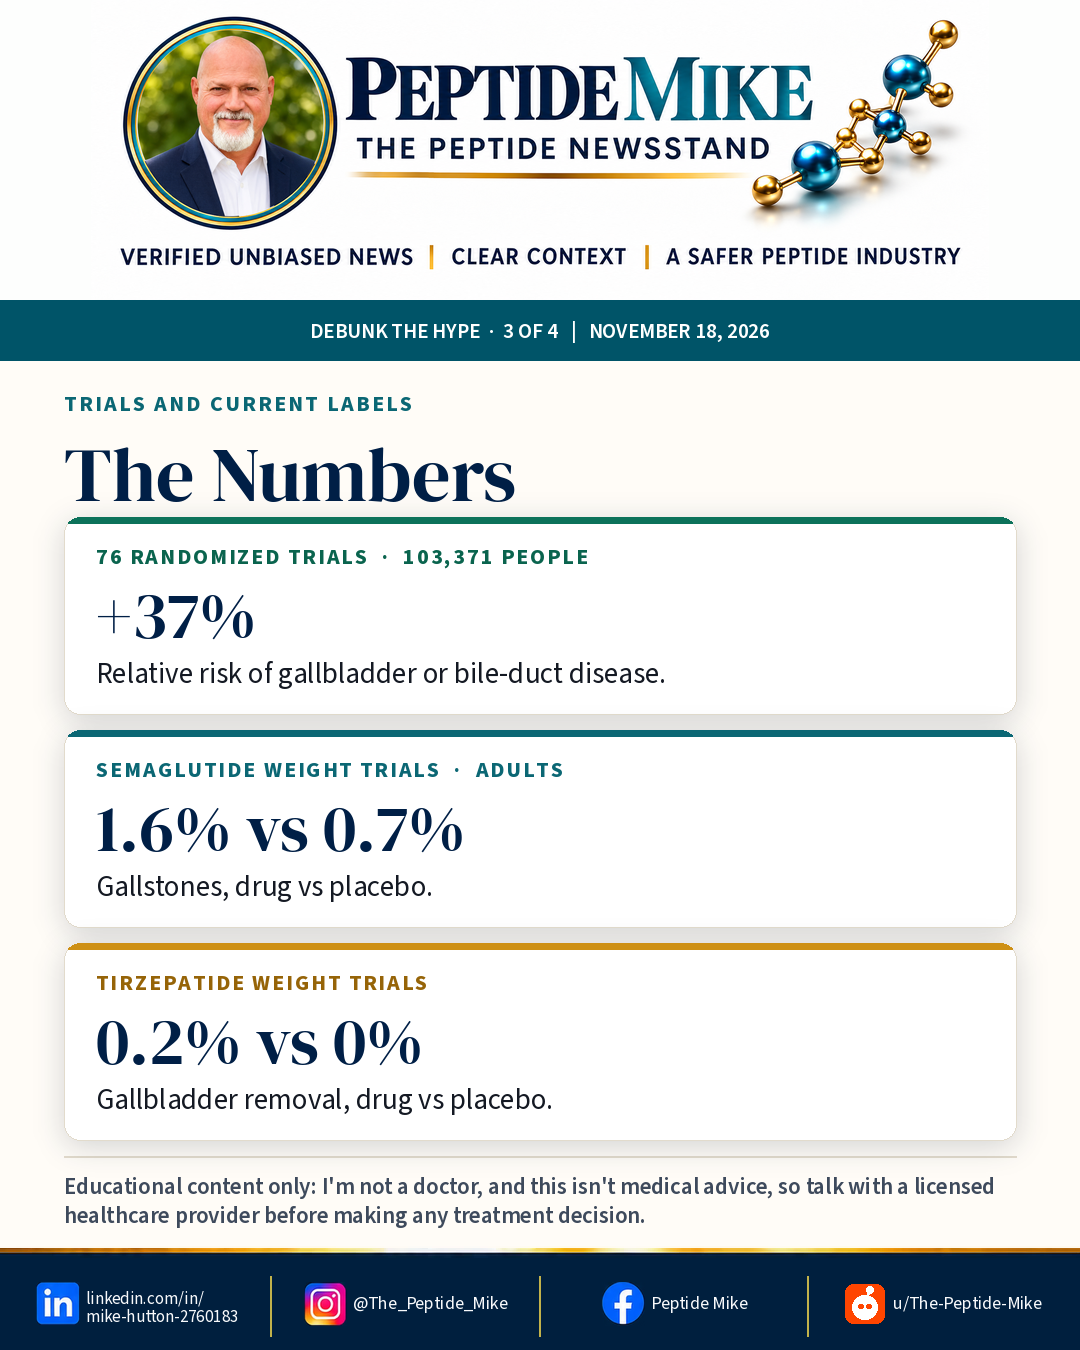 PEPTIDEMIKE
THE PEPTIDE NEWSSTAND
VERIFIED UNBIASED NEWS | CLEAR CONTEXT | A SAFER PEPTIDE INDUSTRY
DEBUNK THE HYPE · 3 OF 4 | NOVEMBER 18, 2026
TRIALS AND CURRENT LABELS
The Numbers
76 RANDOMIZED TRIALS · 103,371 PEOPLE
+37%
Relative risk of gallbladder or bile-duct disease.
SEMAGLUTIDE WEIGHT TRIALS · ADULTS
1.6% vs 0.7%
Gallstones, drug vs placebo.
TIRZEPATIDE WEIGHT TRIALS
0.2% vs 0%
Gallbladder removal, drug vs placebo.
Educational content only: I'm not a doctor, and this isn't medical advice, so talk with a licensed
healthcare provider before making any treatment decision.
in
linkedin.com/in/
mike-hutton-2760183
@The_Peptide_Mike
Peptide Mike
u/The-Peptide-Mike